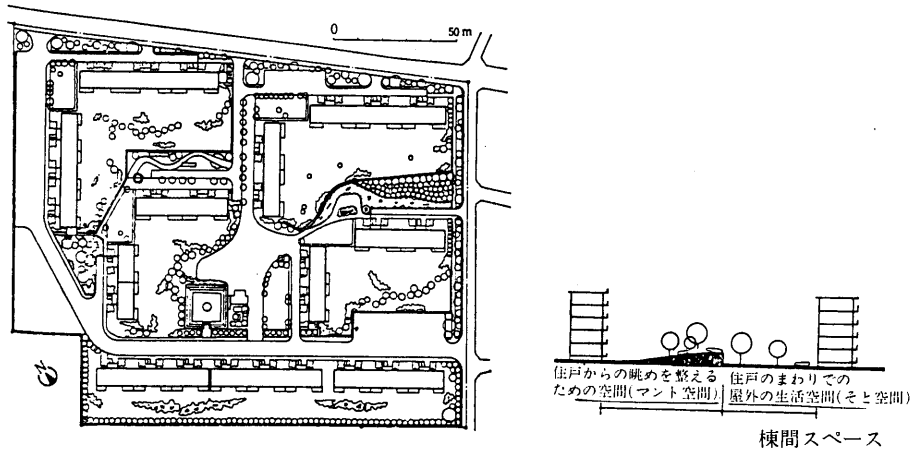 0
50 m
N
住戸からの眺めを整える
ための空間(マント空間)
住戸のまわりでの
屋外の生活空間(そと空間)
棟間スペース